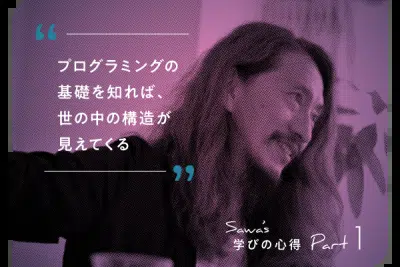 “
プログラミングの
基礎を知れば、
世の中の構造が
見えてくる
”
Sawa's
学びの心得 Part 1